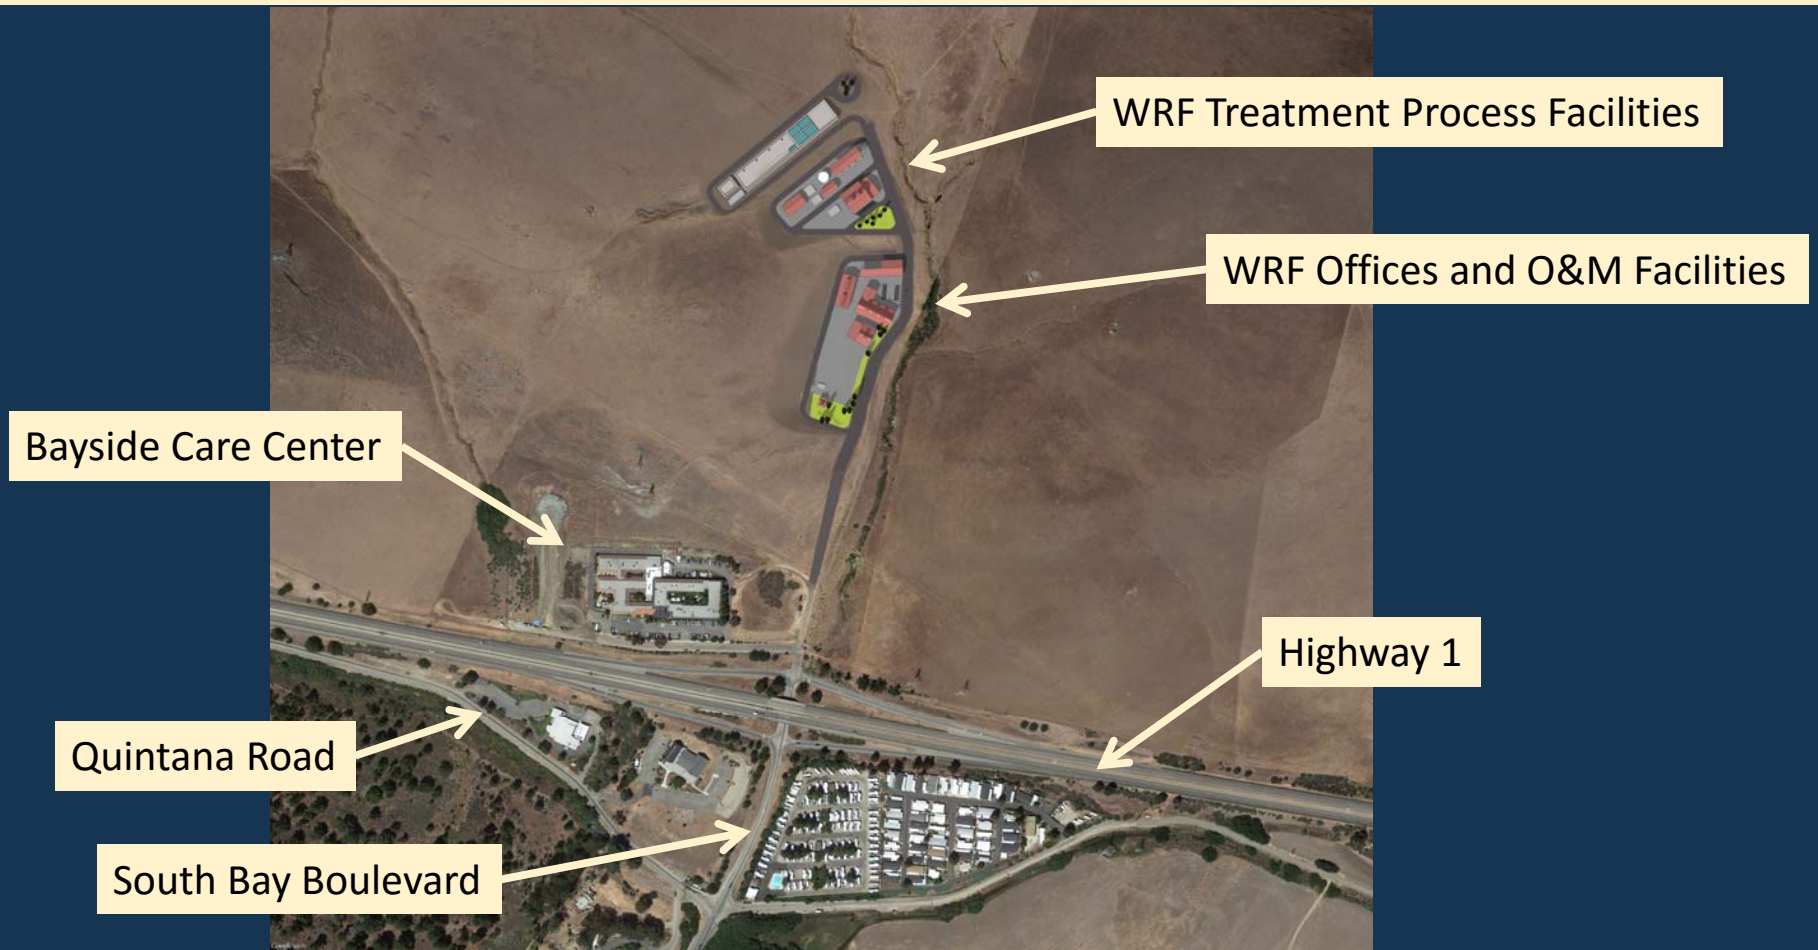 WRF Treatment Process Facilities
WRF Offices and O&M Facilities
Bayside Care Center
Highway 1
Quintana Road
South Bay Boulevard